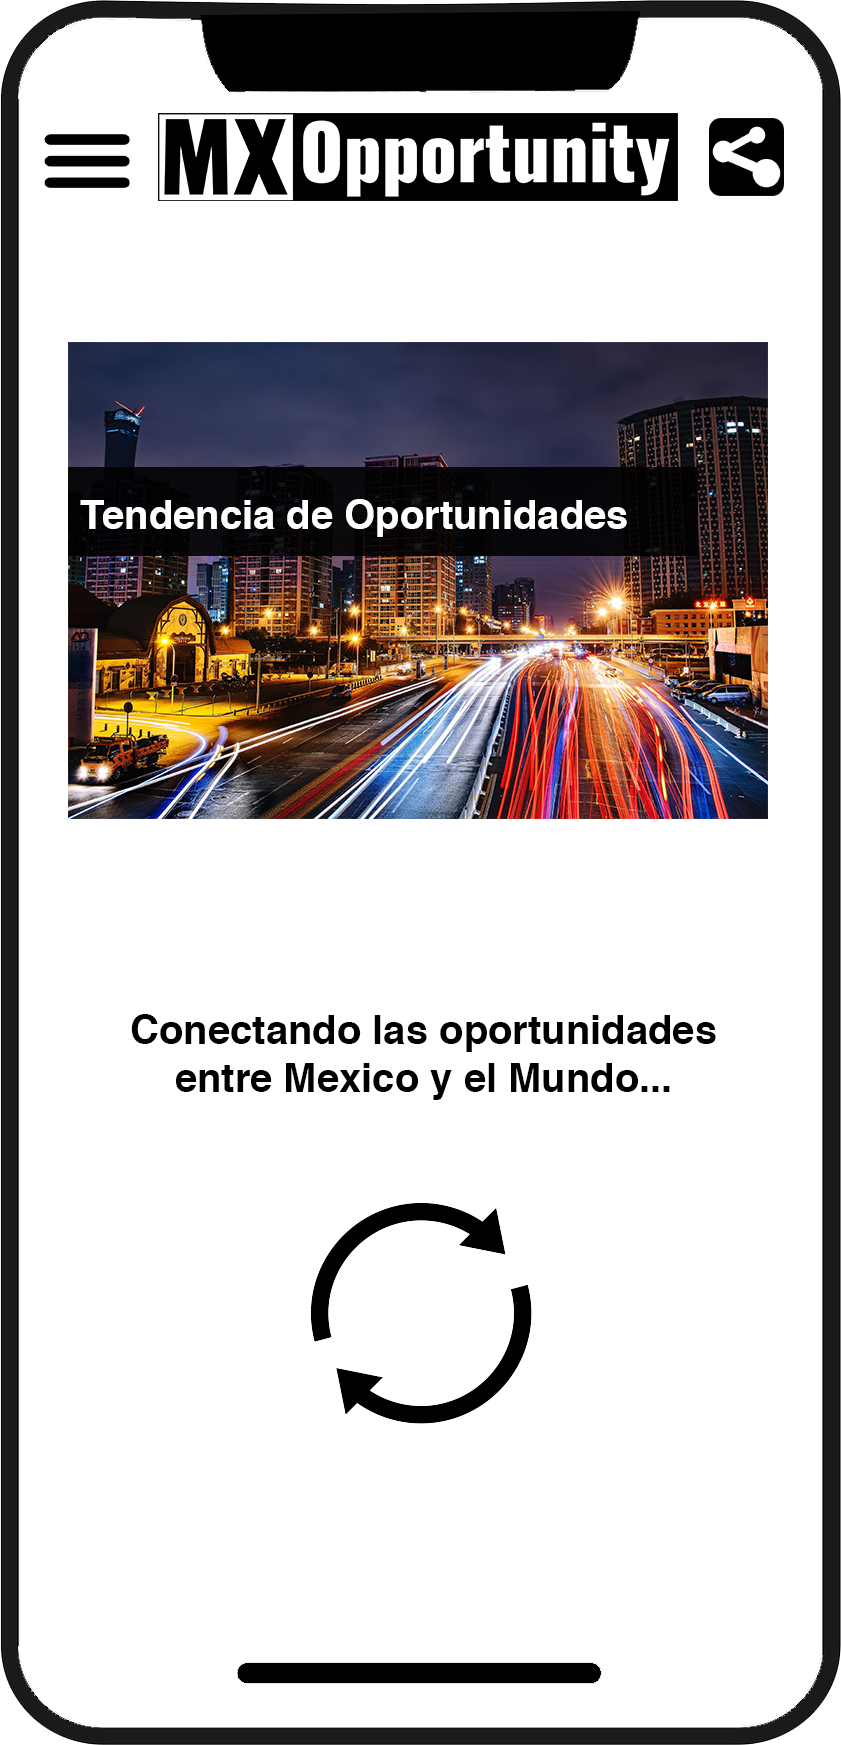 MX Opportunity
Tendencia de Oportunidades
Conectando las oportunidades
entre Mexico y el Mundo...